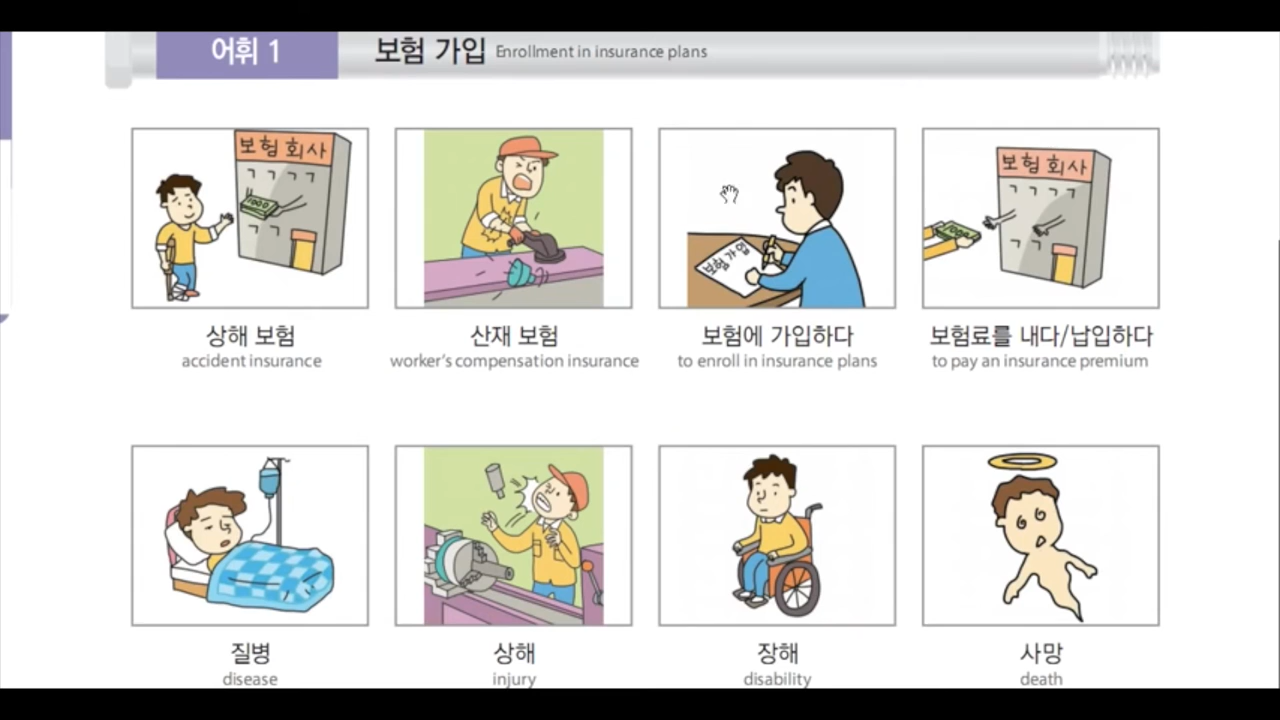 어휘 1
보험 가입 Enrollment in insurance plans
보험 회사
1000
보험 가입
보험 회사
1000
상해 보험
accident insurance
산재 보험
worker's compensation insurance
보험에 가입하다
to enroll in insurance plans
보험료를 내다/납입하다
to pay an insurance premium
질병
disease
상해
injury
장해
disability
사망
death